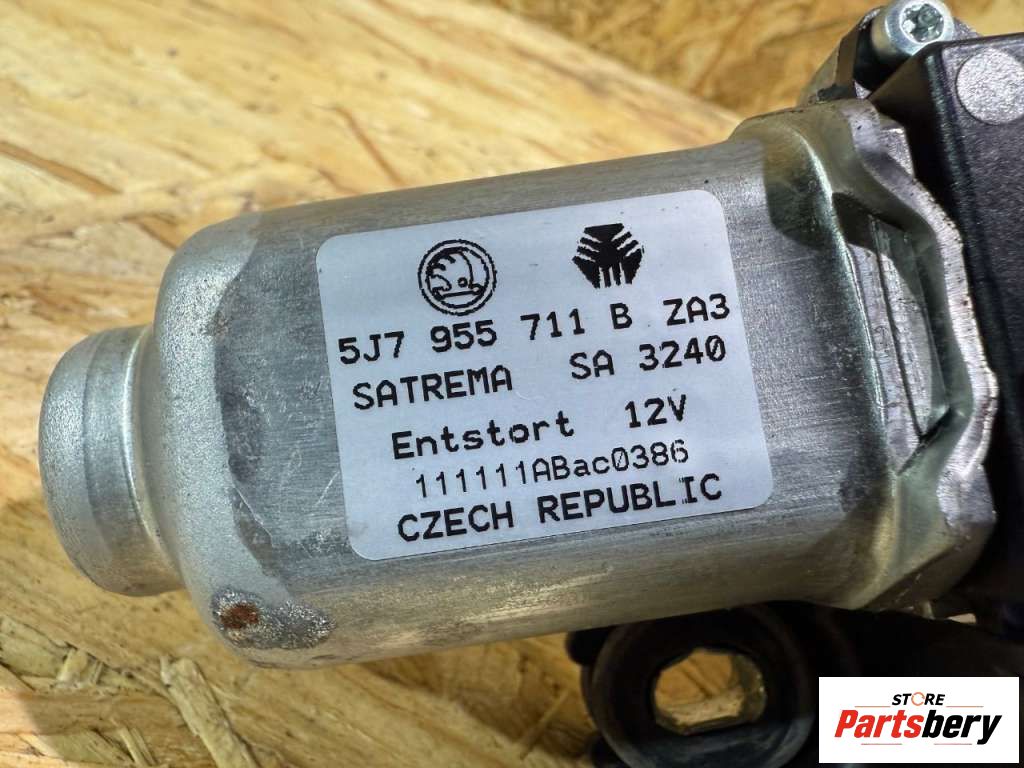 5J7 955 711 B ZA3
SATREMA SA 3240
Entstort 12V
111111ABac0386
CZECH REPUBLIC
STORE
Partsbery